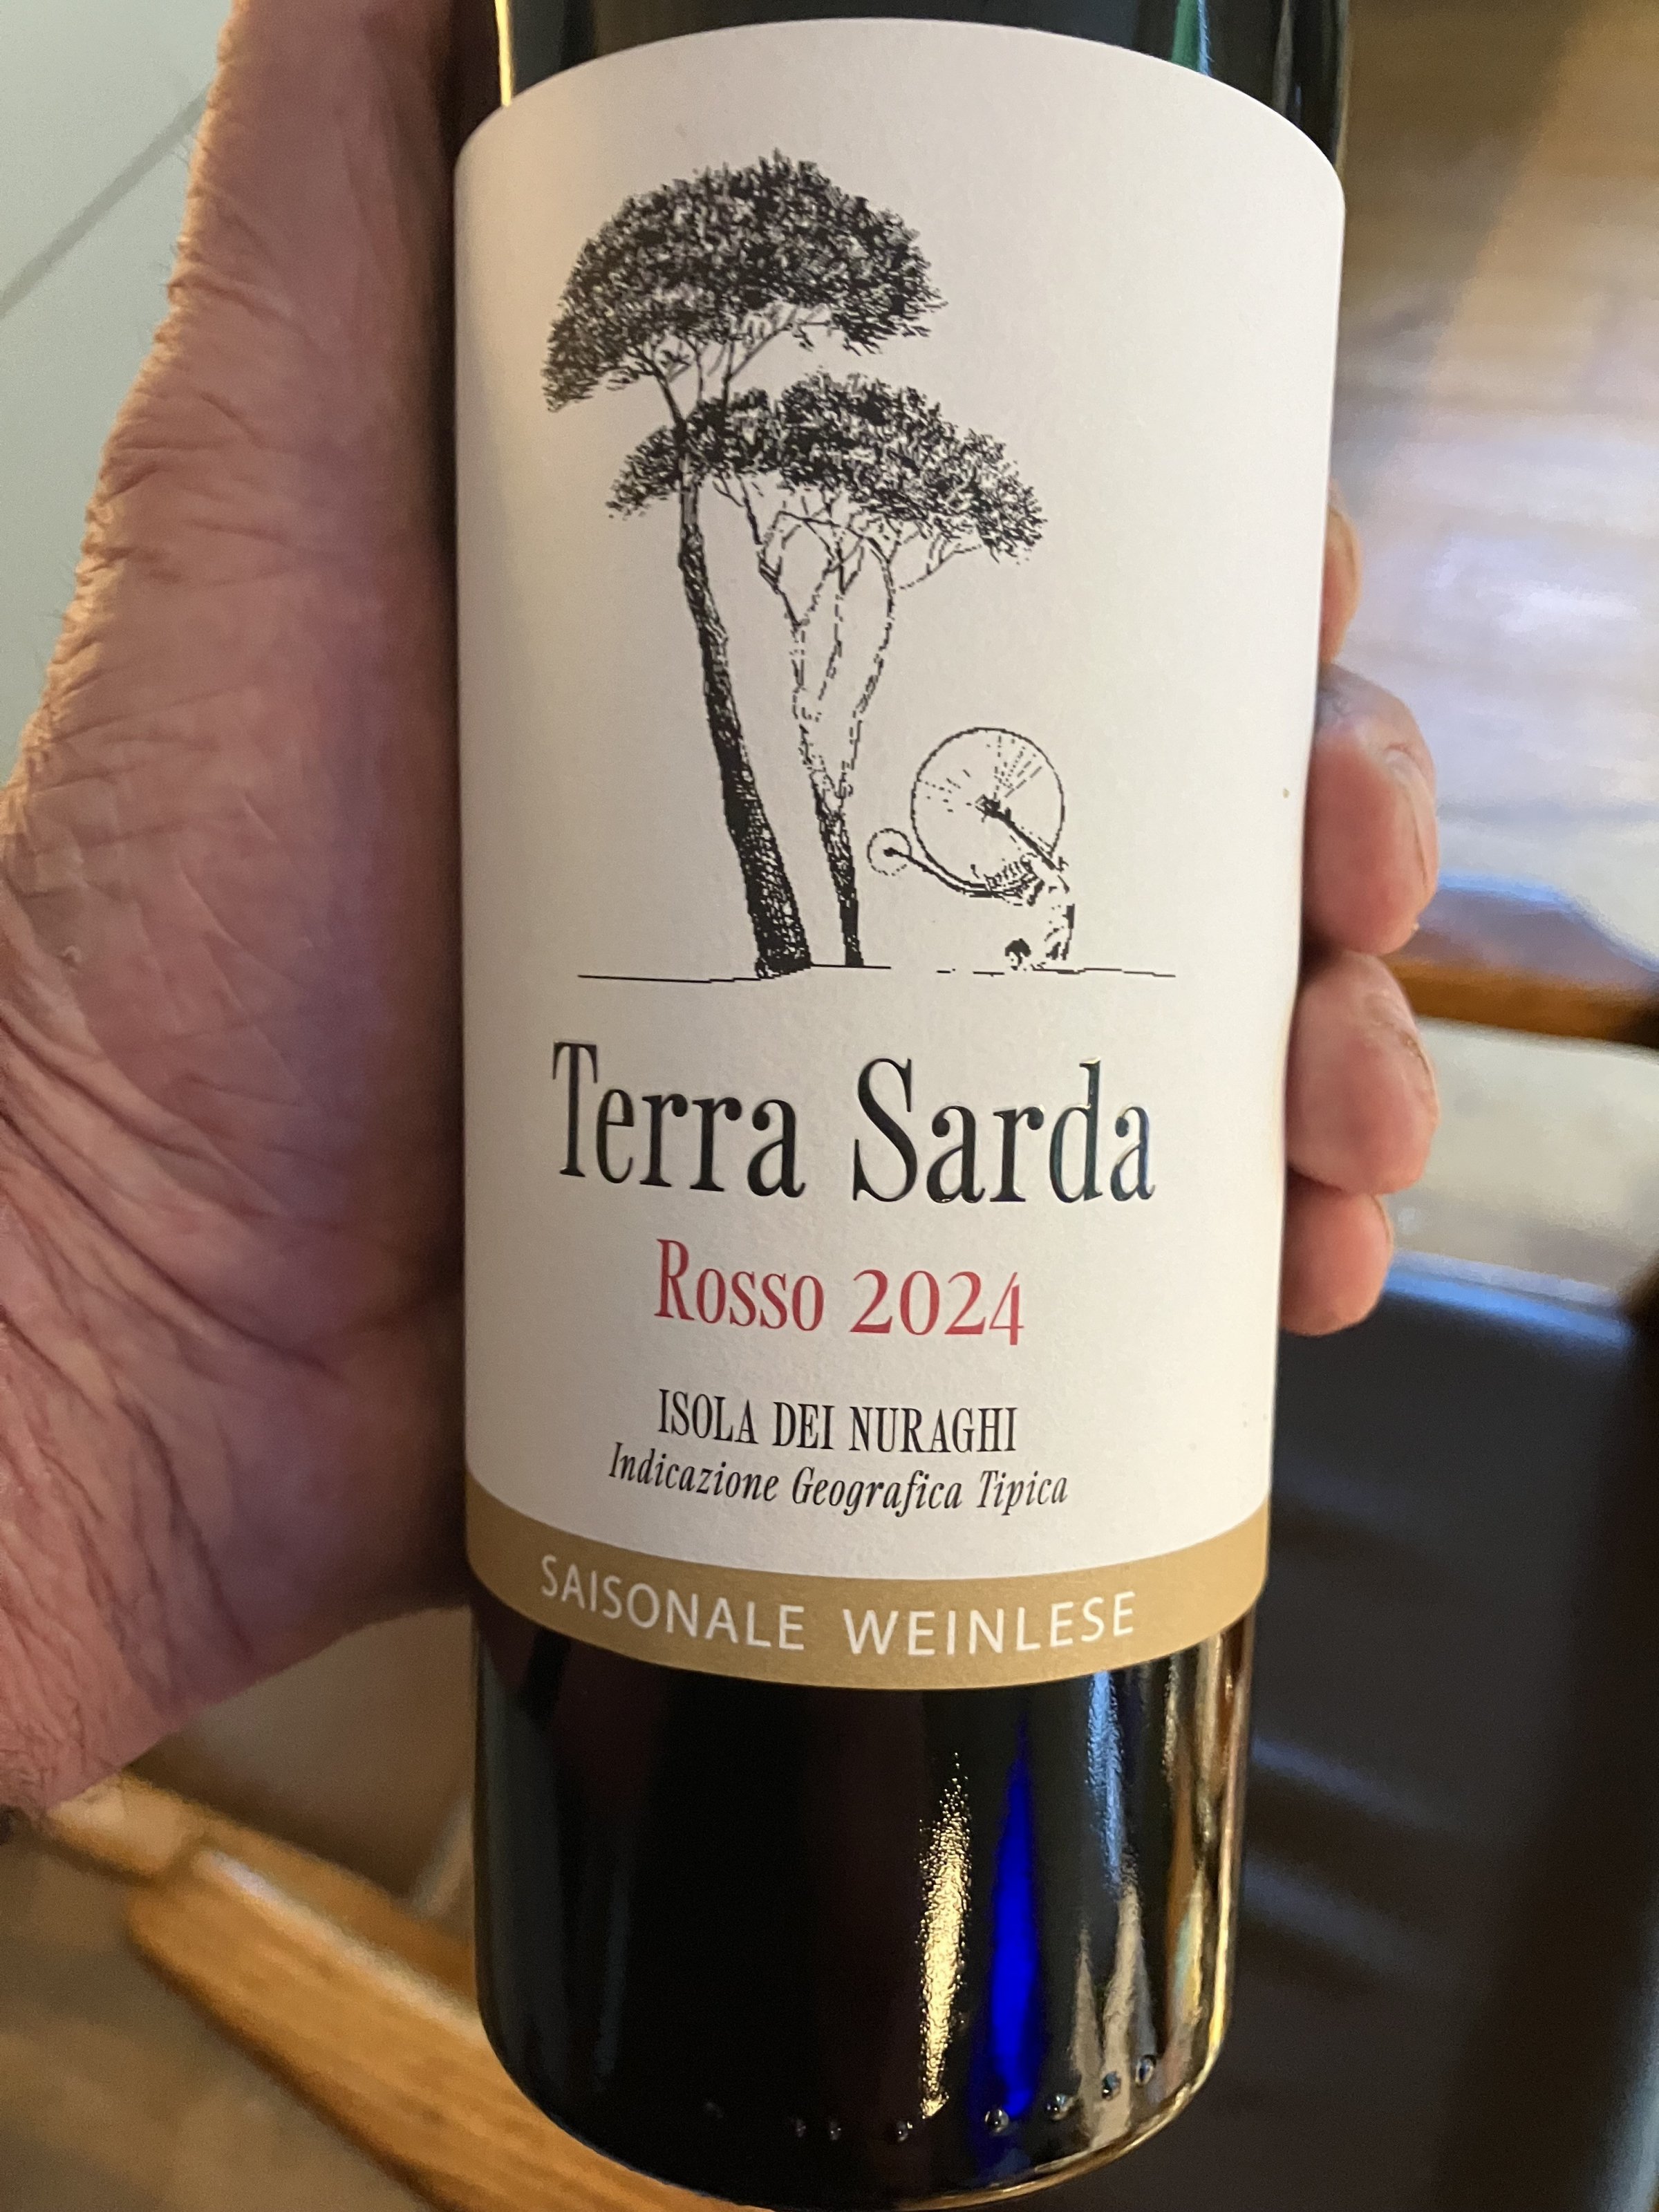 Terra Sarda
Rosso 2024
ISOLA DEI NURAGHI
Indicazione Geografica Tipica
SAISONALE WEINLESE